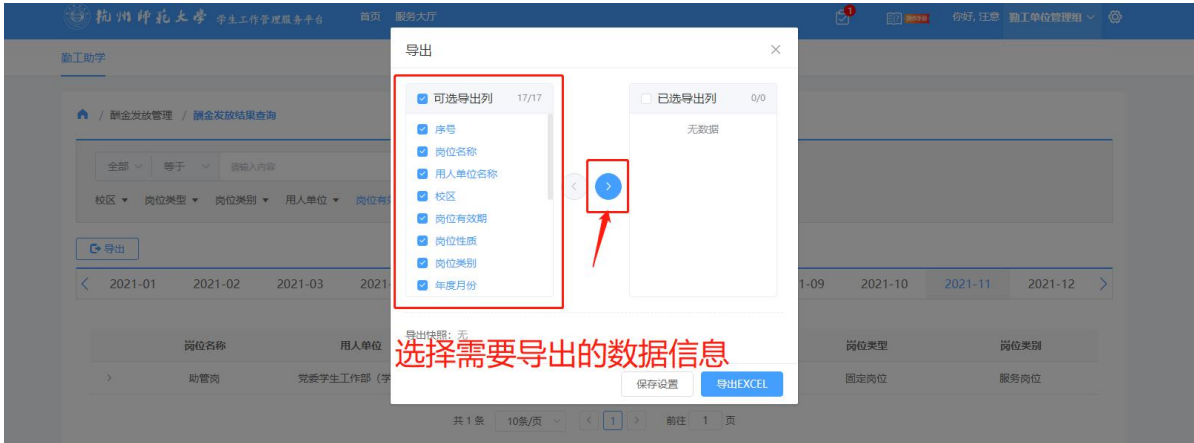 杭州师范大学 学生工作管理服务平台 首页 服务大厅 1 你好, 汪意 勤工单位管理组
勤工助学
导出
/ 酬金发放管理 / 酬金发放结果查询
可选导出列 17/17
已选导出列 0/0
无数据
序号
岗位名称
用人单位名称
校区
岗位有效期
岗位性质
岗位类别
年度月份
全部 等于 请输入内容
校区 岗位类型 岗位类别 用人单位 岗位有
导出
2021-01 2021-02 2021-03 2021- 1-09 2021-10 2021-11 2021-12
导出快照: 无
选择需要导出的数据信息
岗位名称 用人单位 岗位类型 岗位类别
助管岗 党委学生工作部（学 固定岗位 服务岗位
保存设置 导出EXCEL
共 1 条 10条/页 1 前往 1 页